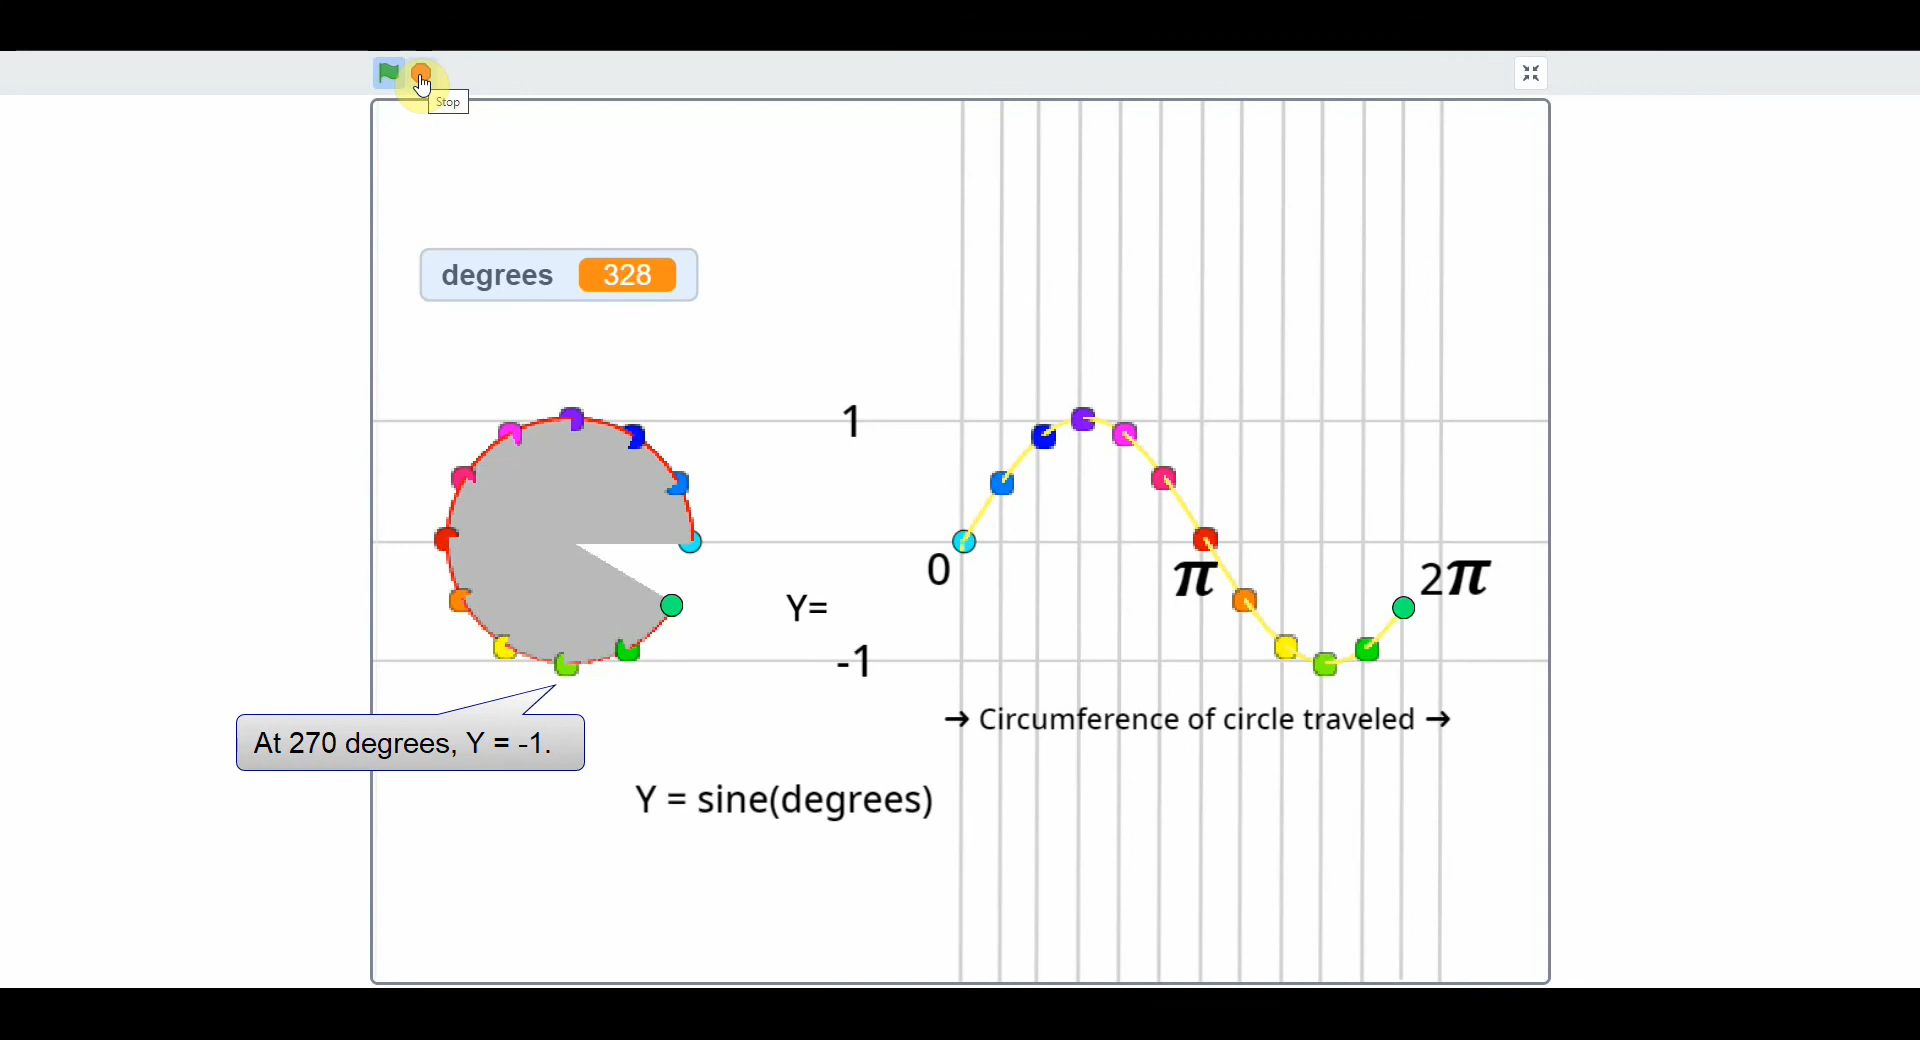 Stop
degrees 328
1
0
π
2π
Y=
-1
→ Circumference of circle traveled →
At 270 degrees, Y = -1.
Y = sine(degrees)